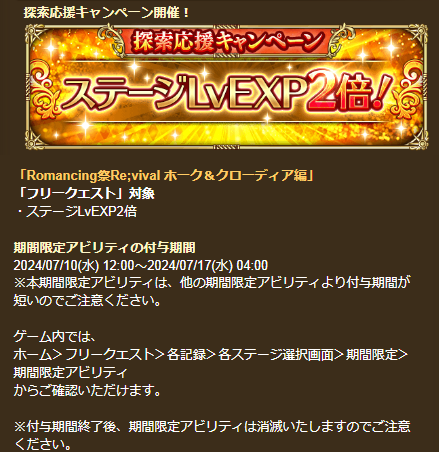 探索応援キャンペーン開催！
探索応援キャンペーン
ステージLvEXP2倍!
「Romancing祭Re;vival ホーク＆クローディア編」
「フリークエスト」対象
・ステージLvEXP2倍
期間限定アビリティの付与期間
2024/07/10(水) 12:00～2024/07/17(水) 04:00
※本期間限定アビリティは、他の期間限定アビリティより付与期間が
短いのでご注意ください。
ゲーム内では、
ホーム＞フリークエスト＞各記録＞各ステージ選択画面＞期間限定＞
期間限定アビリティ
からご確認いただけます。
※付与期間終了後、期間限定アビリティは消滅いたしますのでご注意
ください。